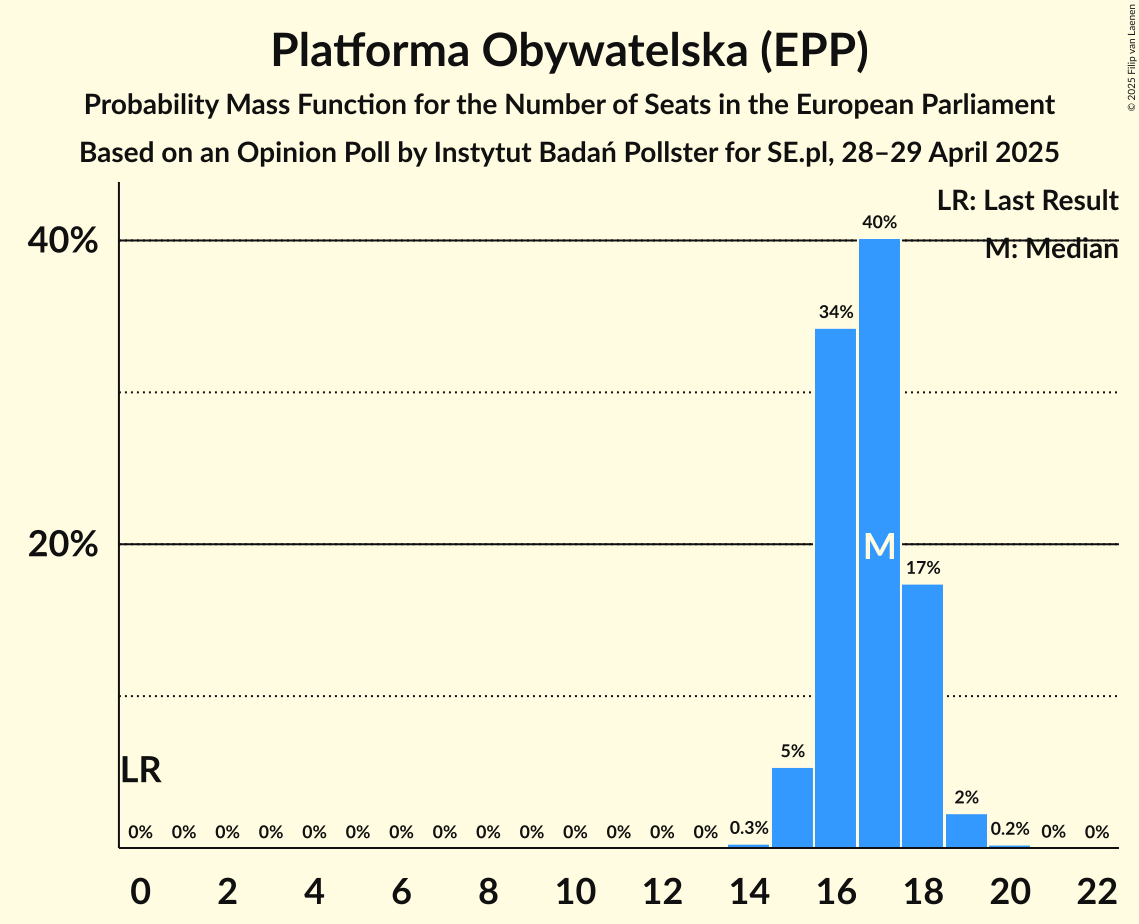 Platforma Obywatelska (EPP)
Probability Mass Function for the Number of Seats in the European Parliament
Based on an Opinion Poll by Instytut Badań Pollster for SE.pl, 28–29 April 2025
© 2025 Filip van Laenen
LR: Last Result
M: Median
40%
20%
40%
34%
M
17%
5%
2%
LR
0% 0% 0% 0% 0% 0% 0% 0% 0% 0% 0% 0% 0% 0% 0.3% 0.2% 0% 0%
0 2 4 6 8 10 12 14 16 18 20 22